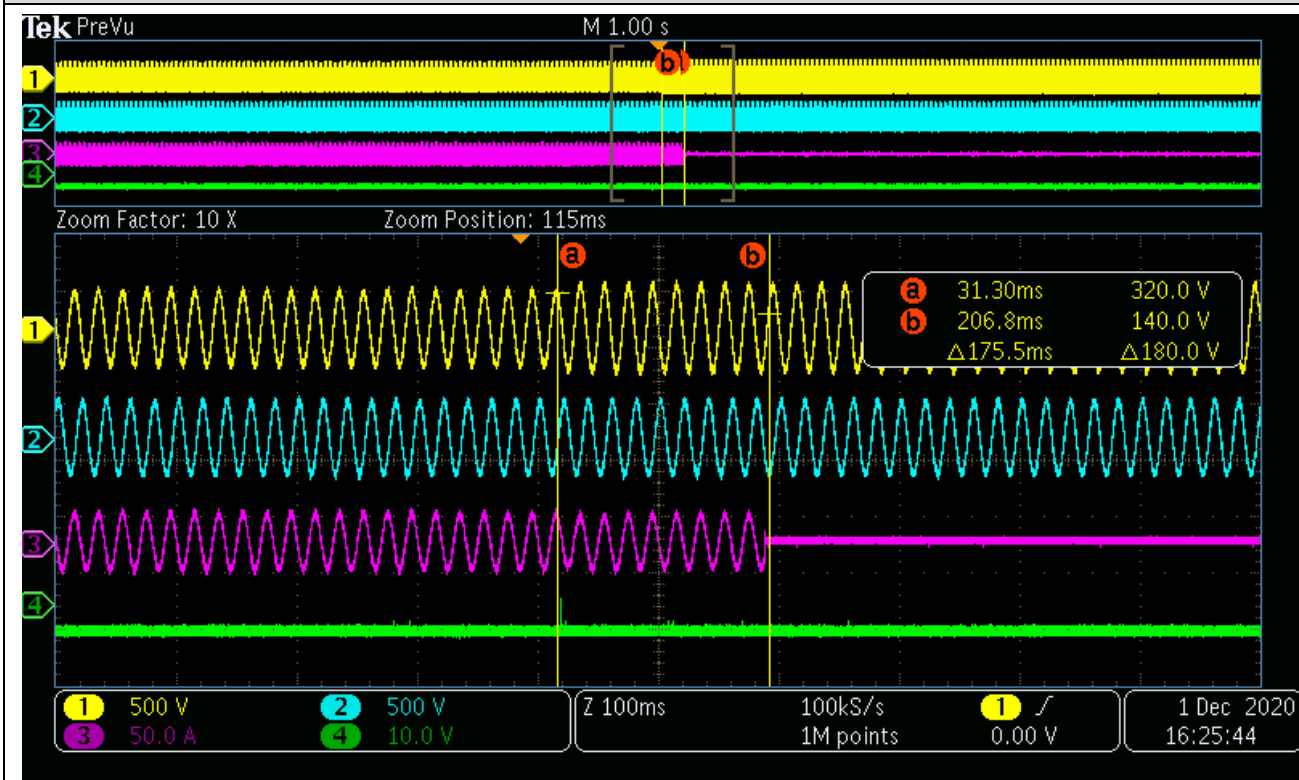 Tek PreVu M 1.00 s
b
1
2
3
4
Zoom Factor: 10 X Zoom Position: 115ms
a b
a 31.30ms 320.0 V
b 206.8ms 140.0 V
△175.5ms △180.0 V
1
2
3
4
1 500 V 2 500 V Z 100ms 100kS/s 1 1 Dec 2020
3 50.0 A 4 10.0 V 1M points 0.00 V 16:25:44